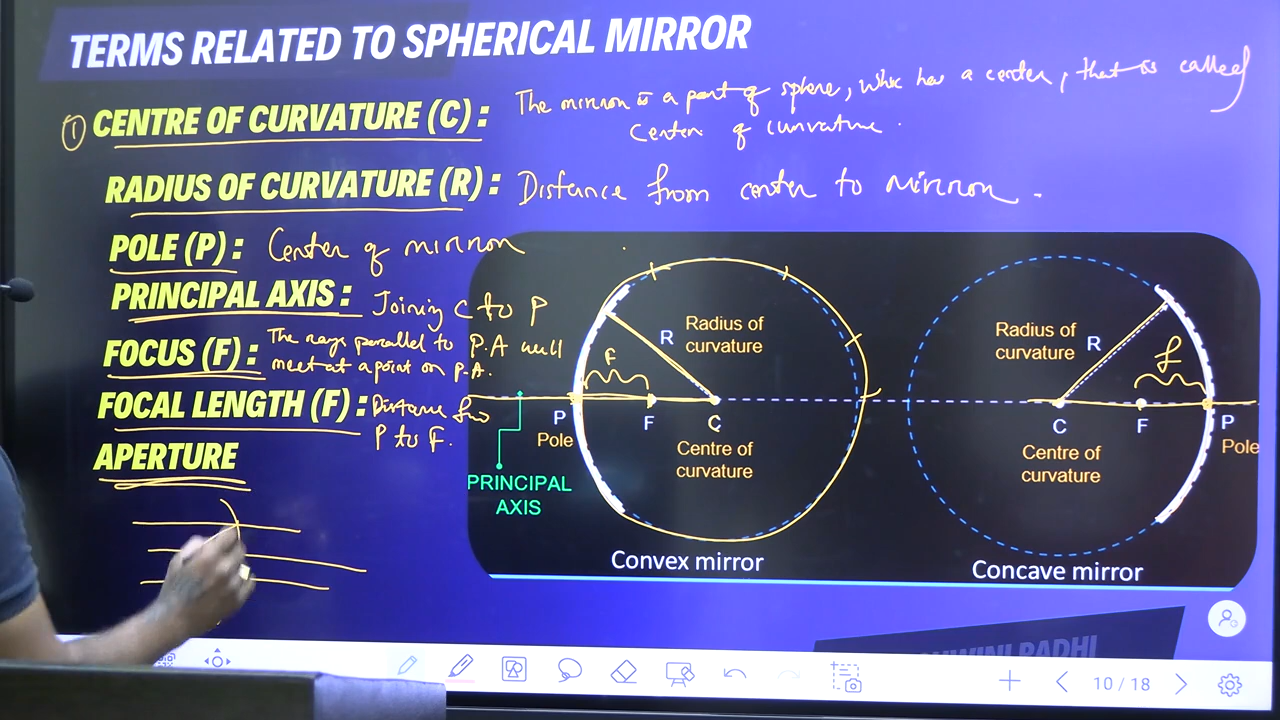 TERMS RELATED TO SPHERICAL MIRROR
① CENTRE OF CURVATURE (C) : The mirror is a part of sphere, which has a center, that is called
Center of curvature.
RADIUS OF CURVATURE (R) : Distance from center to mirror.
POLE (P) : Center of mirror
PRINCIPAL AXIS : Joining C to P
FOCUS (F) : The rays parallel to P.A will
meet at a point on P.A.
FOCAL LENGTH (F) : Distance
P to F.
APERTURE
R
Radius of
curvature
F
P
Pole
F
C
Centre of
curvature
PRINCIPAL
AXIS
Convex mirror
Radius of
curvature
R
f
C
F
P
Pole
Centre of
curvature
Concave mirror
PADHI
10 / 18